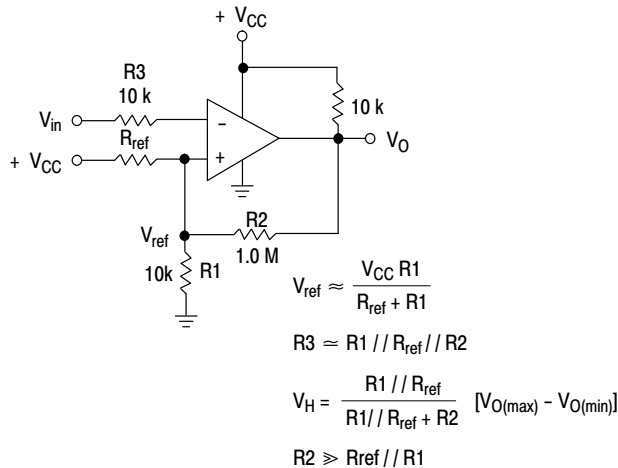 + VCC
R3
10 k
10 k
Vin
-
Rref
VO
+ VCC
+
R2
Vref
1.0 M
10k
R1
Vref ≈ VCC R1 / Rref + R1
R3 ≃ R1 / / Rref / / R2
VH = R1 / / Rref / R1/ / Rref + R2 [VO(max) - VO(min)]
R2 ≫ Rref / / R1